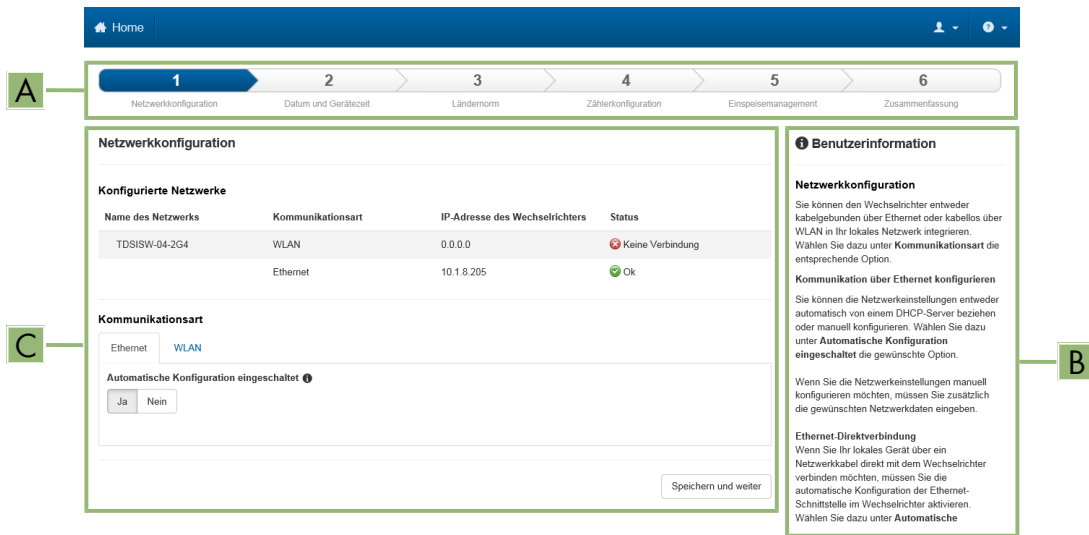 Home
A
1 2 3 4 5 6
Netzwerkkonfiguration Datum und Gerätezeit Ländernorm Zählerkonfiguration Einspeisemanagement Zusammenfassung
C
Netzwerkkonfiguration
Konfigurierte Netzwerke
Name des Netzwerks Kommunikationsart IP-Adresse des Wechselrichters Status
TDSISW-04-2G4 WLAN 0.0.0.0 Keine Verbindung
Ethernet 10.1.8.205 Ok
Kommunikationsart
Ethernet WLAN
Automatische Konfiguration eingeschaltet
Ja Nein
Speichern und weiter
B
Benutzerinformation
Netzwerkkonfiguration
Sie können den Wechselrichter entweder
kabelgebunden über Ethernet oder kabellos über
WLAN in Ihr lokales Netzwerk integrieren.
Wählen Sie dazu unter Kommunikationsart die
entsprechende Option.
Kommunikation über Ethernet konfigurieren
Sie können die Netzwerkeinstellungen entweder
automatisch von einem DHCP-Server beziehen
oder manuell konfigurieren. Wählen Sie dazu
unter Automatische Konfiguration
eingeschaltet die gewünschte Option.
Wenn Sie die Netzwerkeinstellungen manuell
konfigurieren möchten, müssen Sie zusätzlich
die gewünschten Netzwerkdaten eingeben.
Ethernet-Direktverbindung
Wenn Sie Ihr lokales Gerät über ein
Netzwerkkabel direkt mit dem Wechselrichter
verbinden möchten, müssen Sie die
automatische Konfiguration der Ethernet-
Schnittstelle im Wechselrichter aktivieren.
Wählen Sie dazu unter Automatische